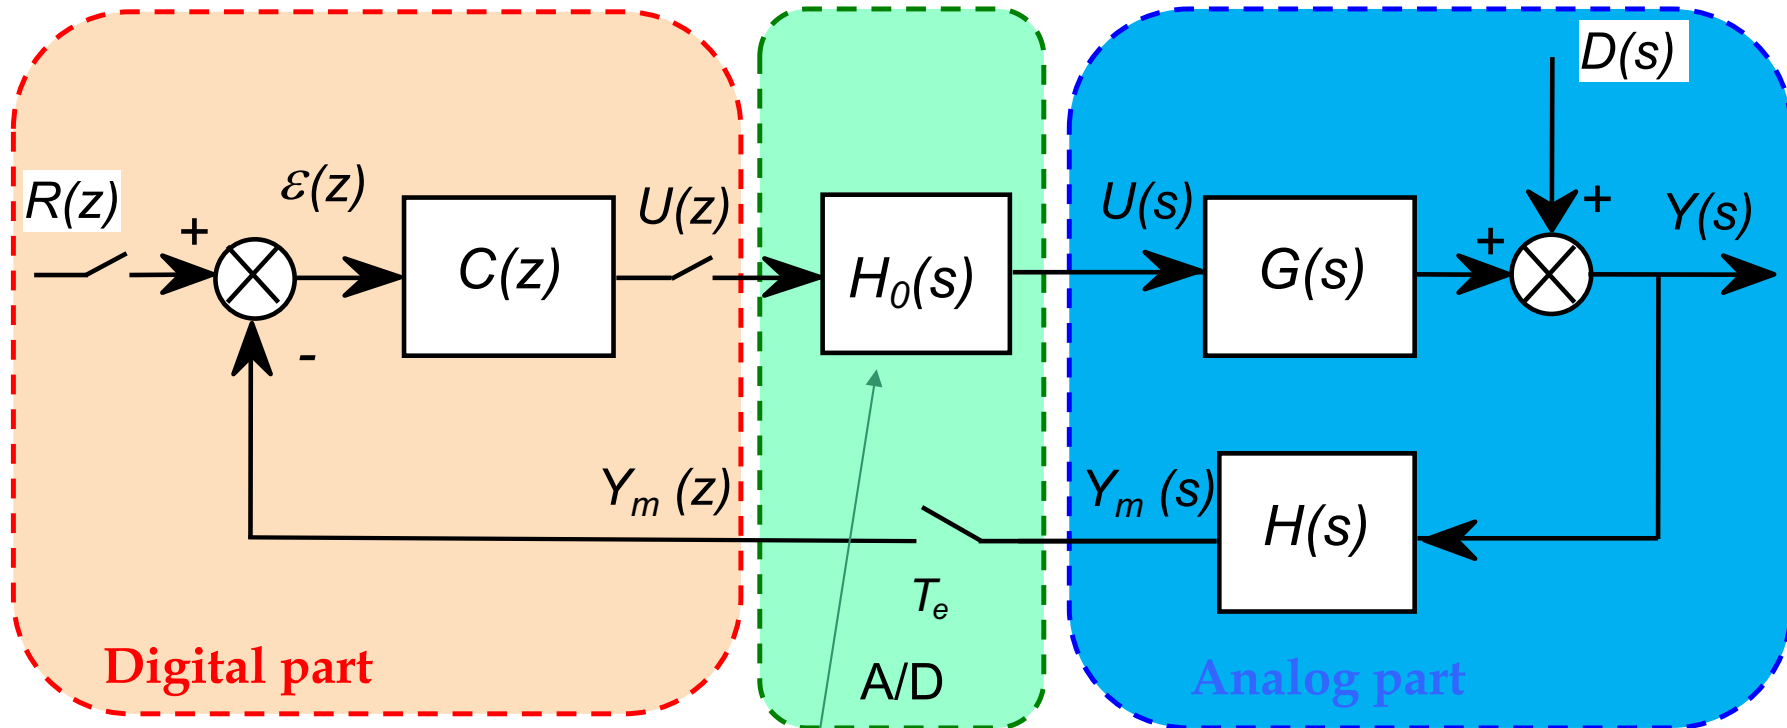 D(s)
R(z)
+
ε(z)
C(z)
U(z)
H0(s)
U(s)
G(s)
+
+
Y(s)
-
Ym (z)
Te
Ym (s)
H(s)
Digital part
A/D
Analog part